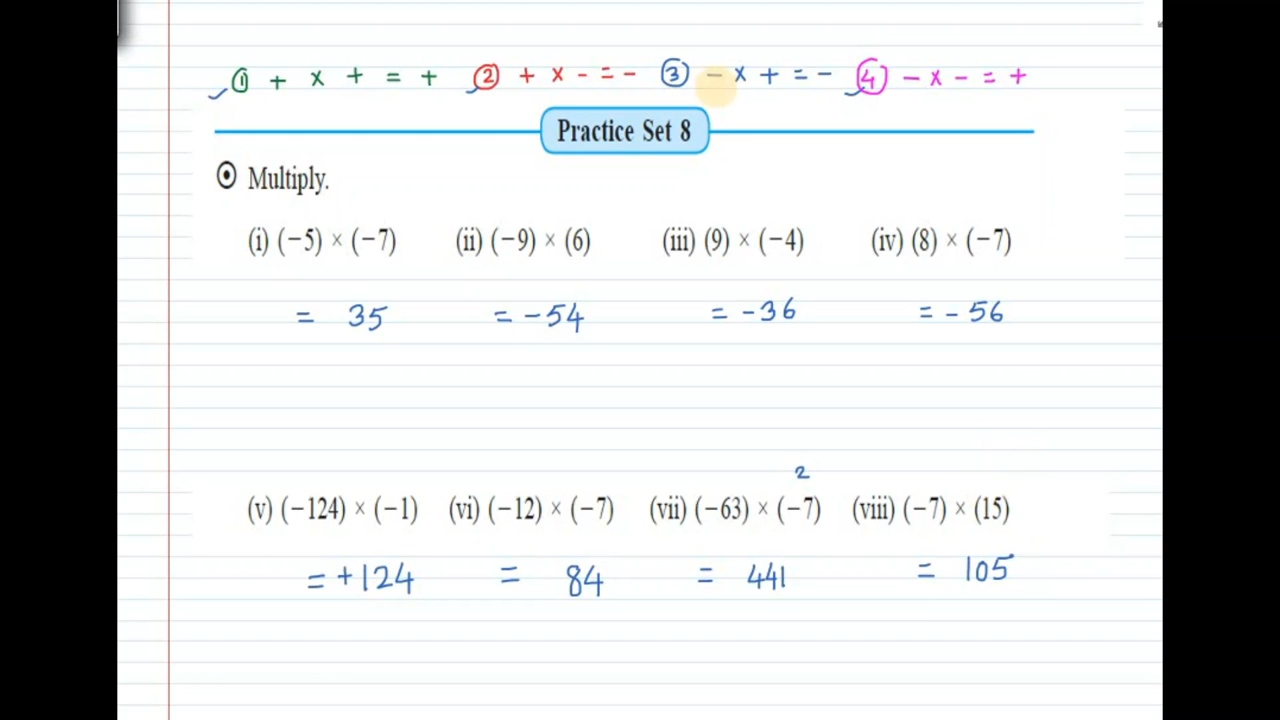 ① + × + = + ② + × - = - ③ - × + = - ④ - × - = +
Practice Set 8
Multiply.
(i) (−5) × (−7) (ii) (−9) × (6) (iii) (9) × (−4) (iv) (8) × (−7)
= 35 = -54 = -36 = - 56
2
(v) (−124) × (−1) (vi) (−12) × (−7) (vii) (−63) × (−7) (viii) (−7) × (15)
= +124 = 84 = 441 = 105